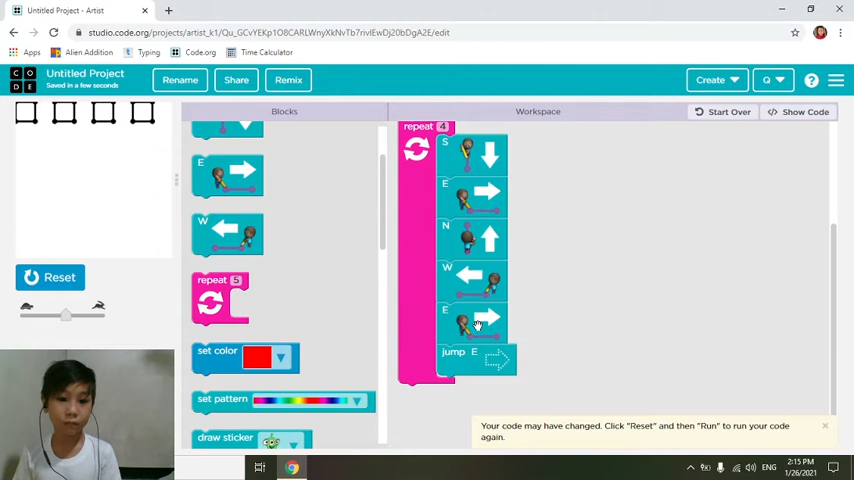 Untitled Project - Artist
studio.code.org/projects/artist_k1/Qu_GCvYEKp1O8CARLWnyXkNvTb7rivlEwDj20bDgA2E/edit
Apps
Alien Addition
Typing
Code.org
Time Calculator
C O
D E
Untitled Project
Saved in a few seconds
Rename
Share
Remix
Create
Q
?
Blocks
Workspace
Start Over
Show Code
E
W
repeat 5
set color
set pattern
draw sticker
repeat 4
S
E
N
W
E
jump E
Reset
Your code may have changed. Click "Reset" and then "Run" to run your code
again.
ENG
2:15 PM
1/26/2021